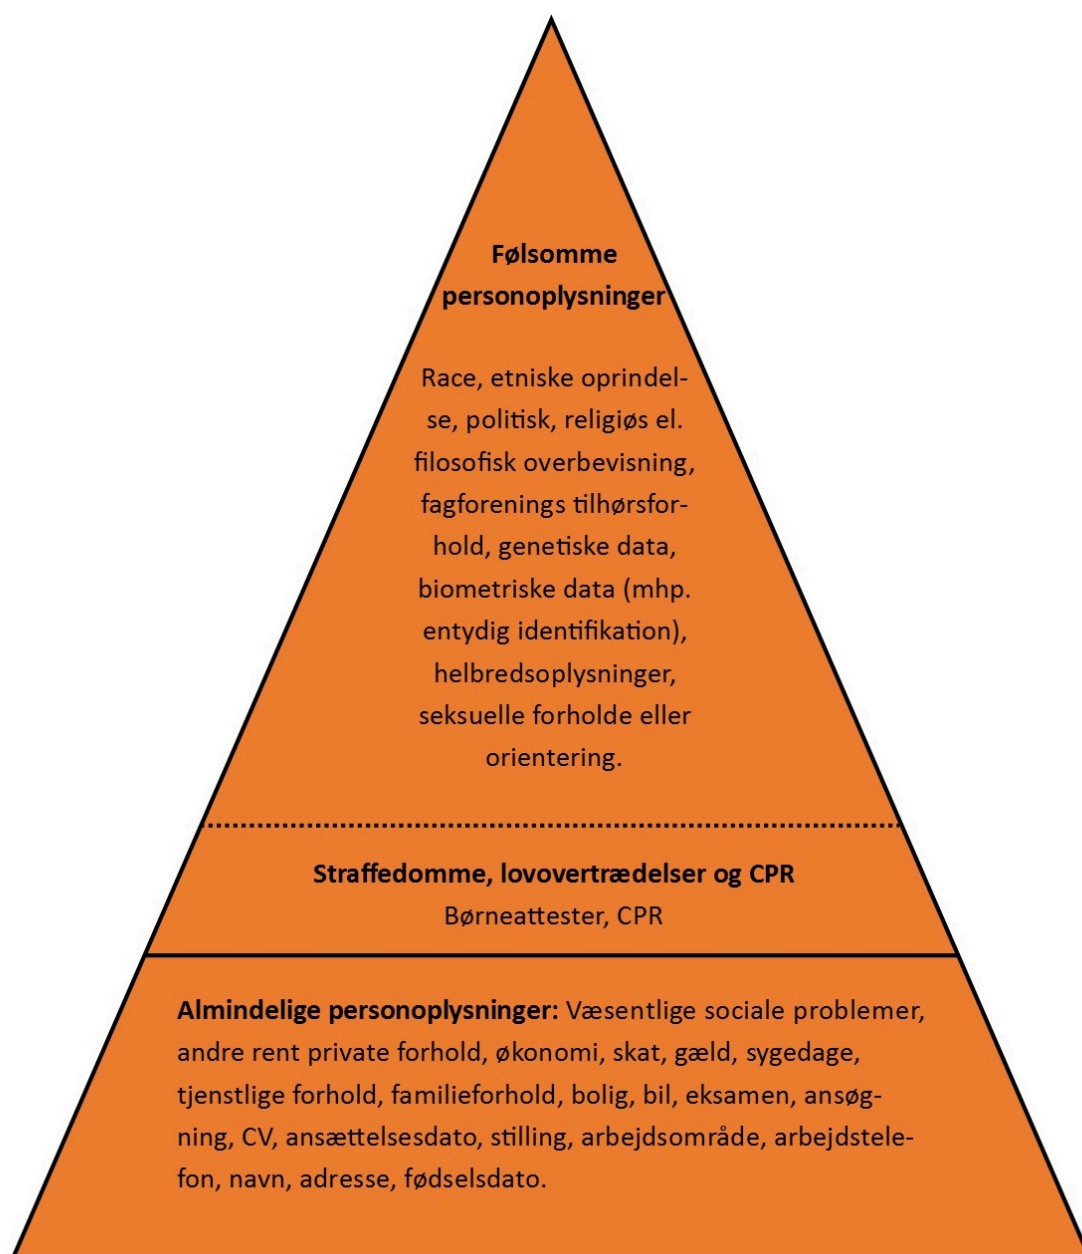 Følsomme
personoplysninger
Race, etniske oprindel-
se, politisk, religiøs el.
filosofisk overbevisning,
fagforenings tilhørsfor-
hold, genetiske data,
biometriske data (mhp.
entydig identifikation),
helbredsoplysninger,
seksuelle forholde eller
orientering.
Straffedomme, lovovertrædelser og CPR
Børneattester, CPR
Almindelige personoplysninger: Væsentlige sociale problemer,
andre rent private forhold, økonomi, skat, gæld, sygedage,
tjenstlige forhold, familieforhold, bolig, bil, eksamen, ansøg-
ning, CV, ansættelsesdato, stilling, arbejdsområde, arbejdstele-
fon, navn, adresse, fødselsdato.